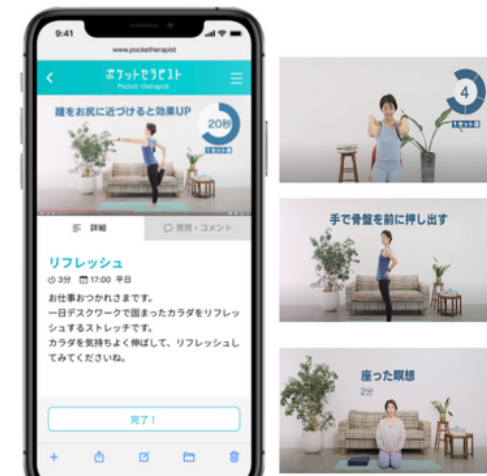 9:41
www.pocketherapist
ポケットセラピスト
Pocket therapist
踵をお尻に近づけると効果UP
20秒
1セット目
詳細
質問・コメント
リフレッシュ
3分 17:00 平日
お仕事おつかれさまです。
一日デスクワークで固まったカラダをリフレッ
シュするストレッチです。
カラダを気持ちよく伸ばして、リフレッシュし
てみてくださいね。
完了！
4
1セット目
手で骨盤を前に押し出す
座った瞑想
2分